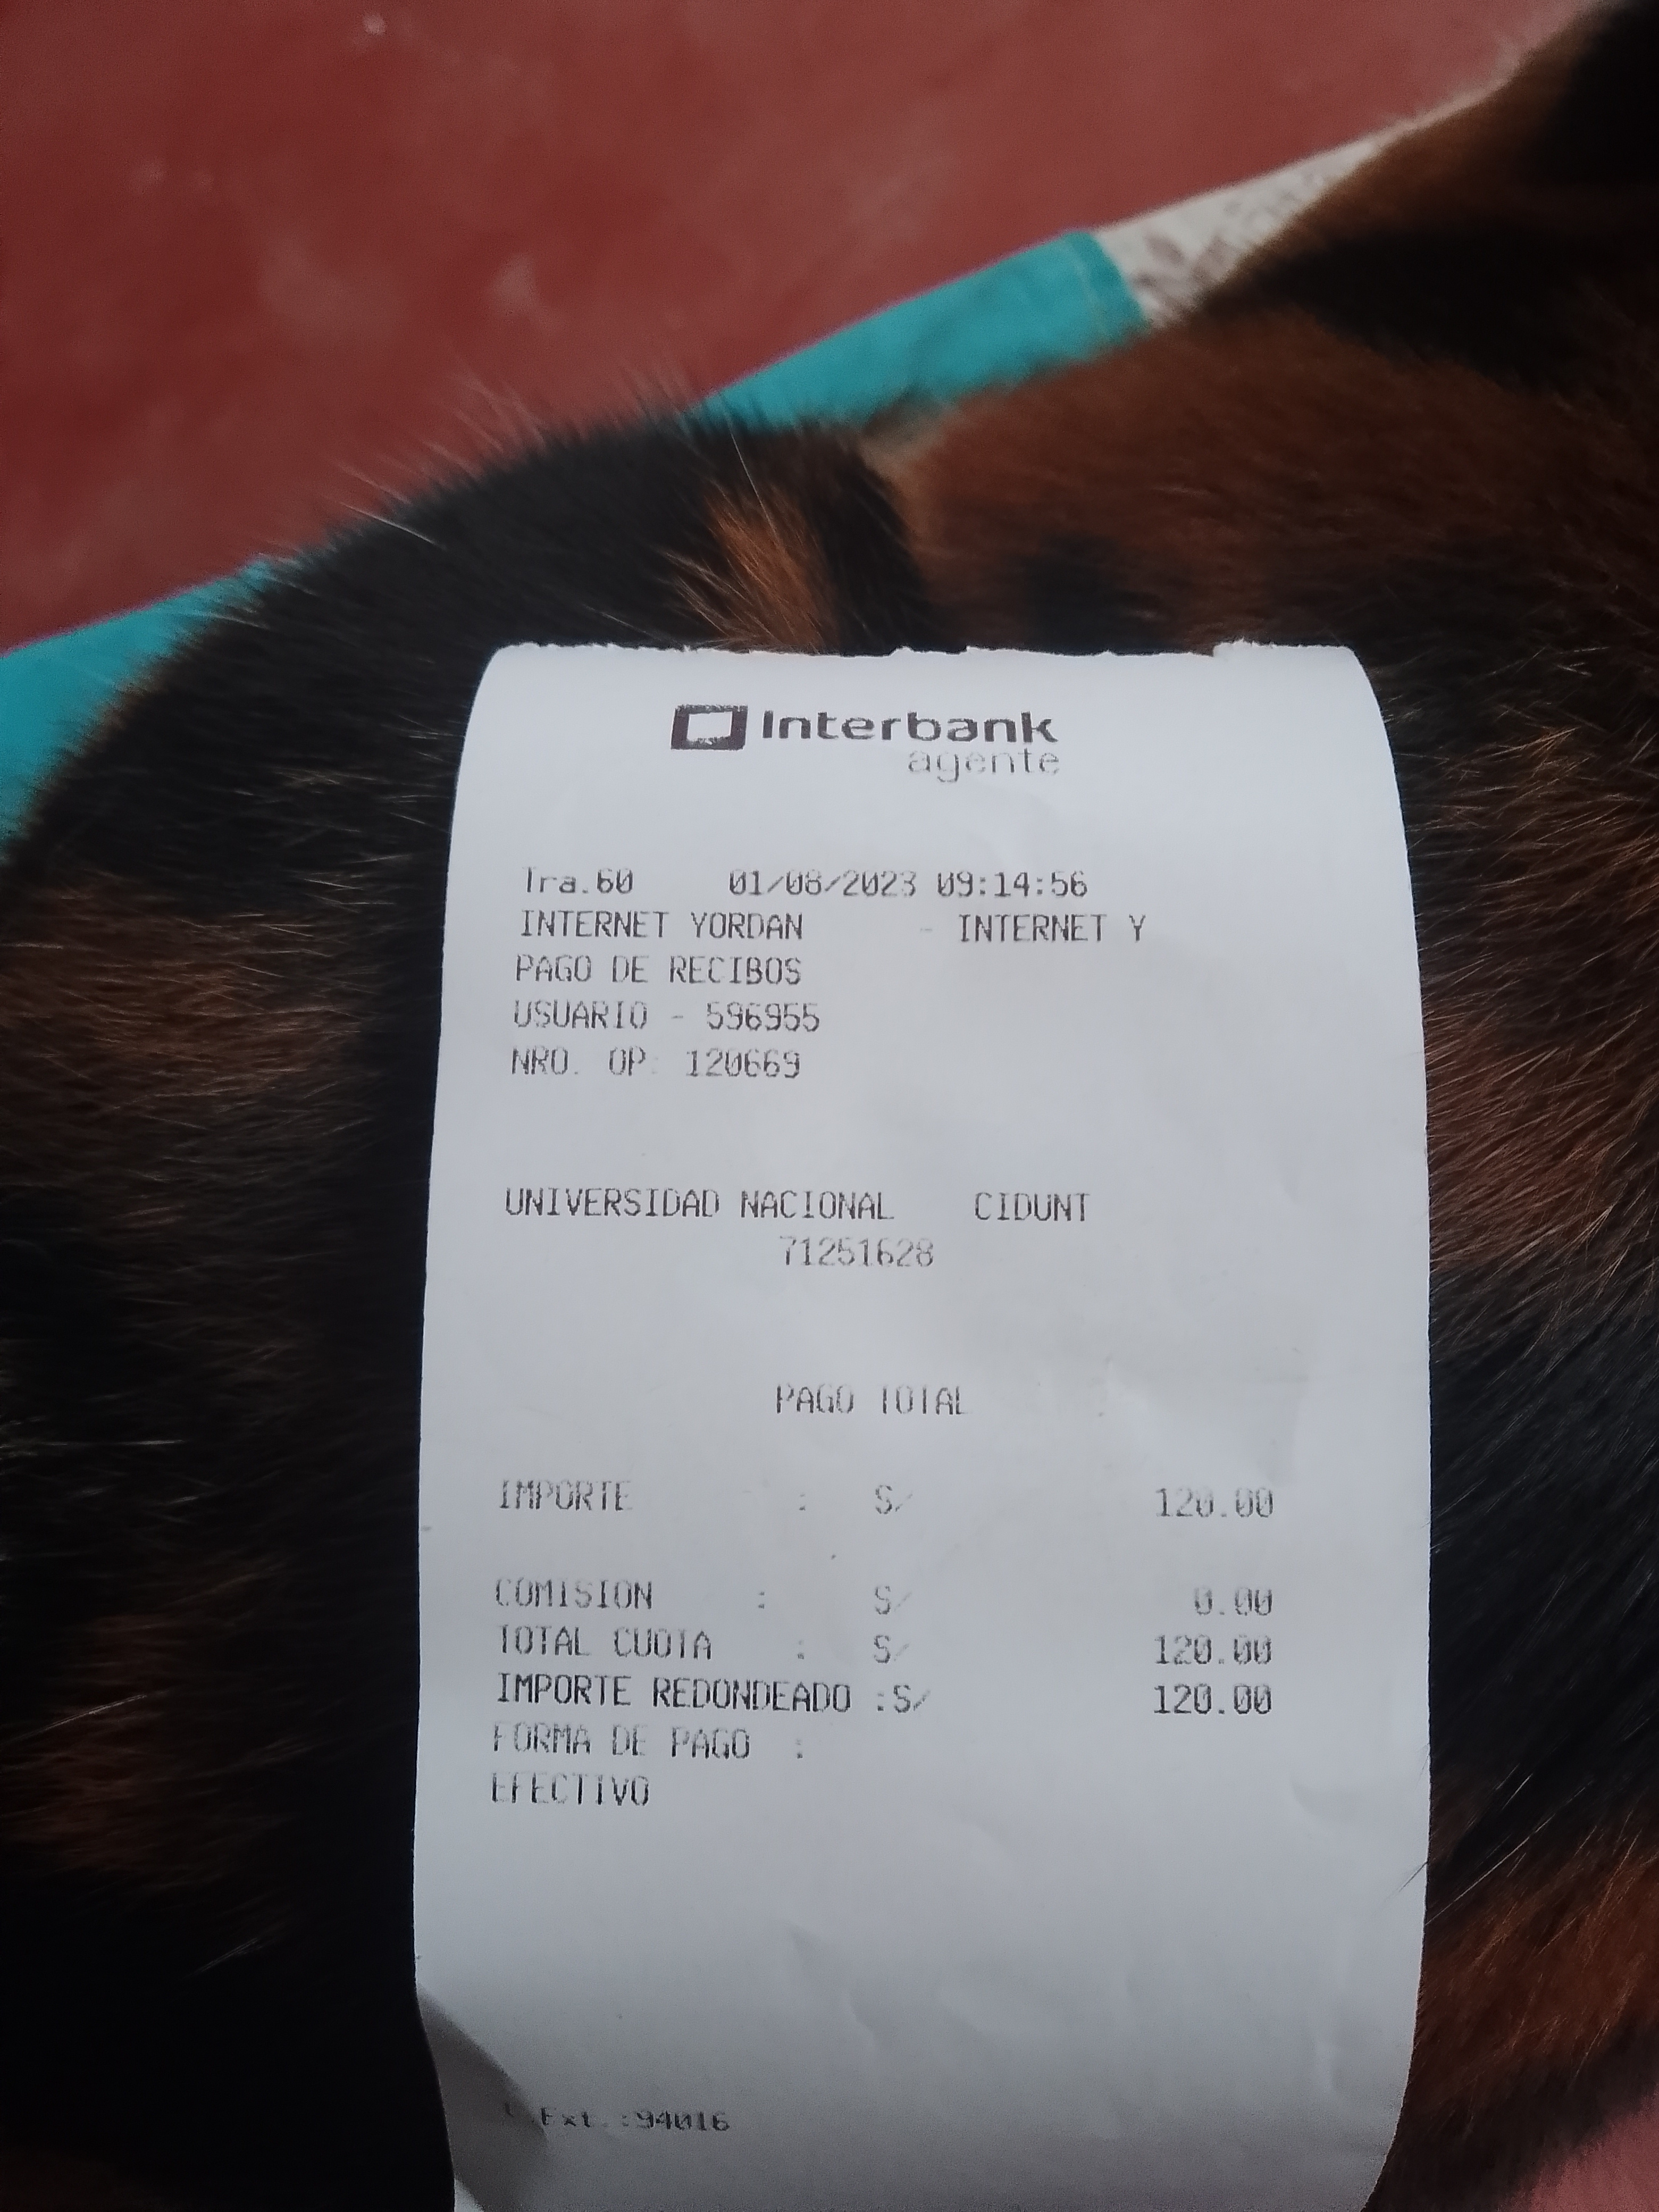 Interbank
agente
Tra.60 01/08/2023 09:14:56
INTERNET YORDAN - INTERNET Y
PAGO DE RECIBOS
USUARIO - 596955
NRO. OP: 120669
UNIVERSIDAD NACIONAL CIDUNT
71251628
PAGO TOTAL
IMPORTE : S/ 120.00
COMISION : S/ 0.00
TOTAL CUOTA : S/ 120.00
IMPORTE REDONDEADO :S/ 120.00
FORMA DE PAGO :
EFECTIVO
Ext.:94016